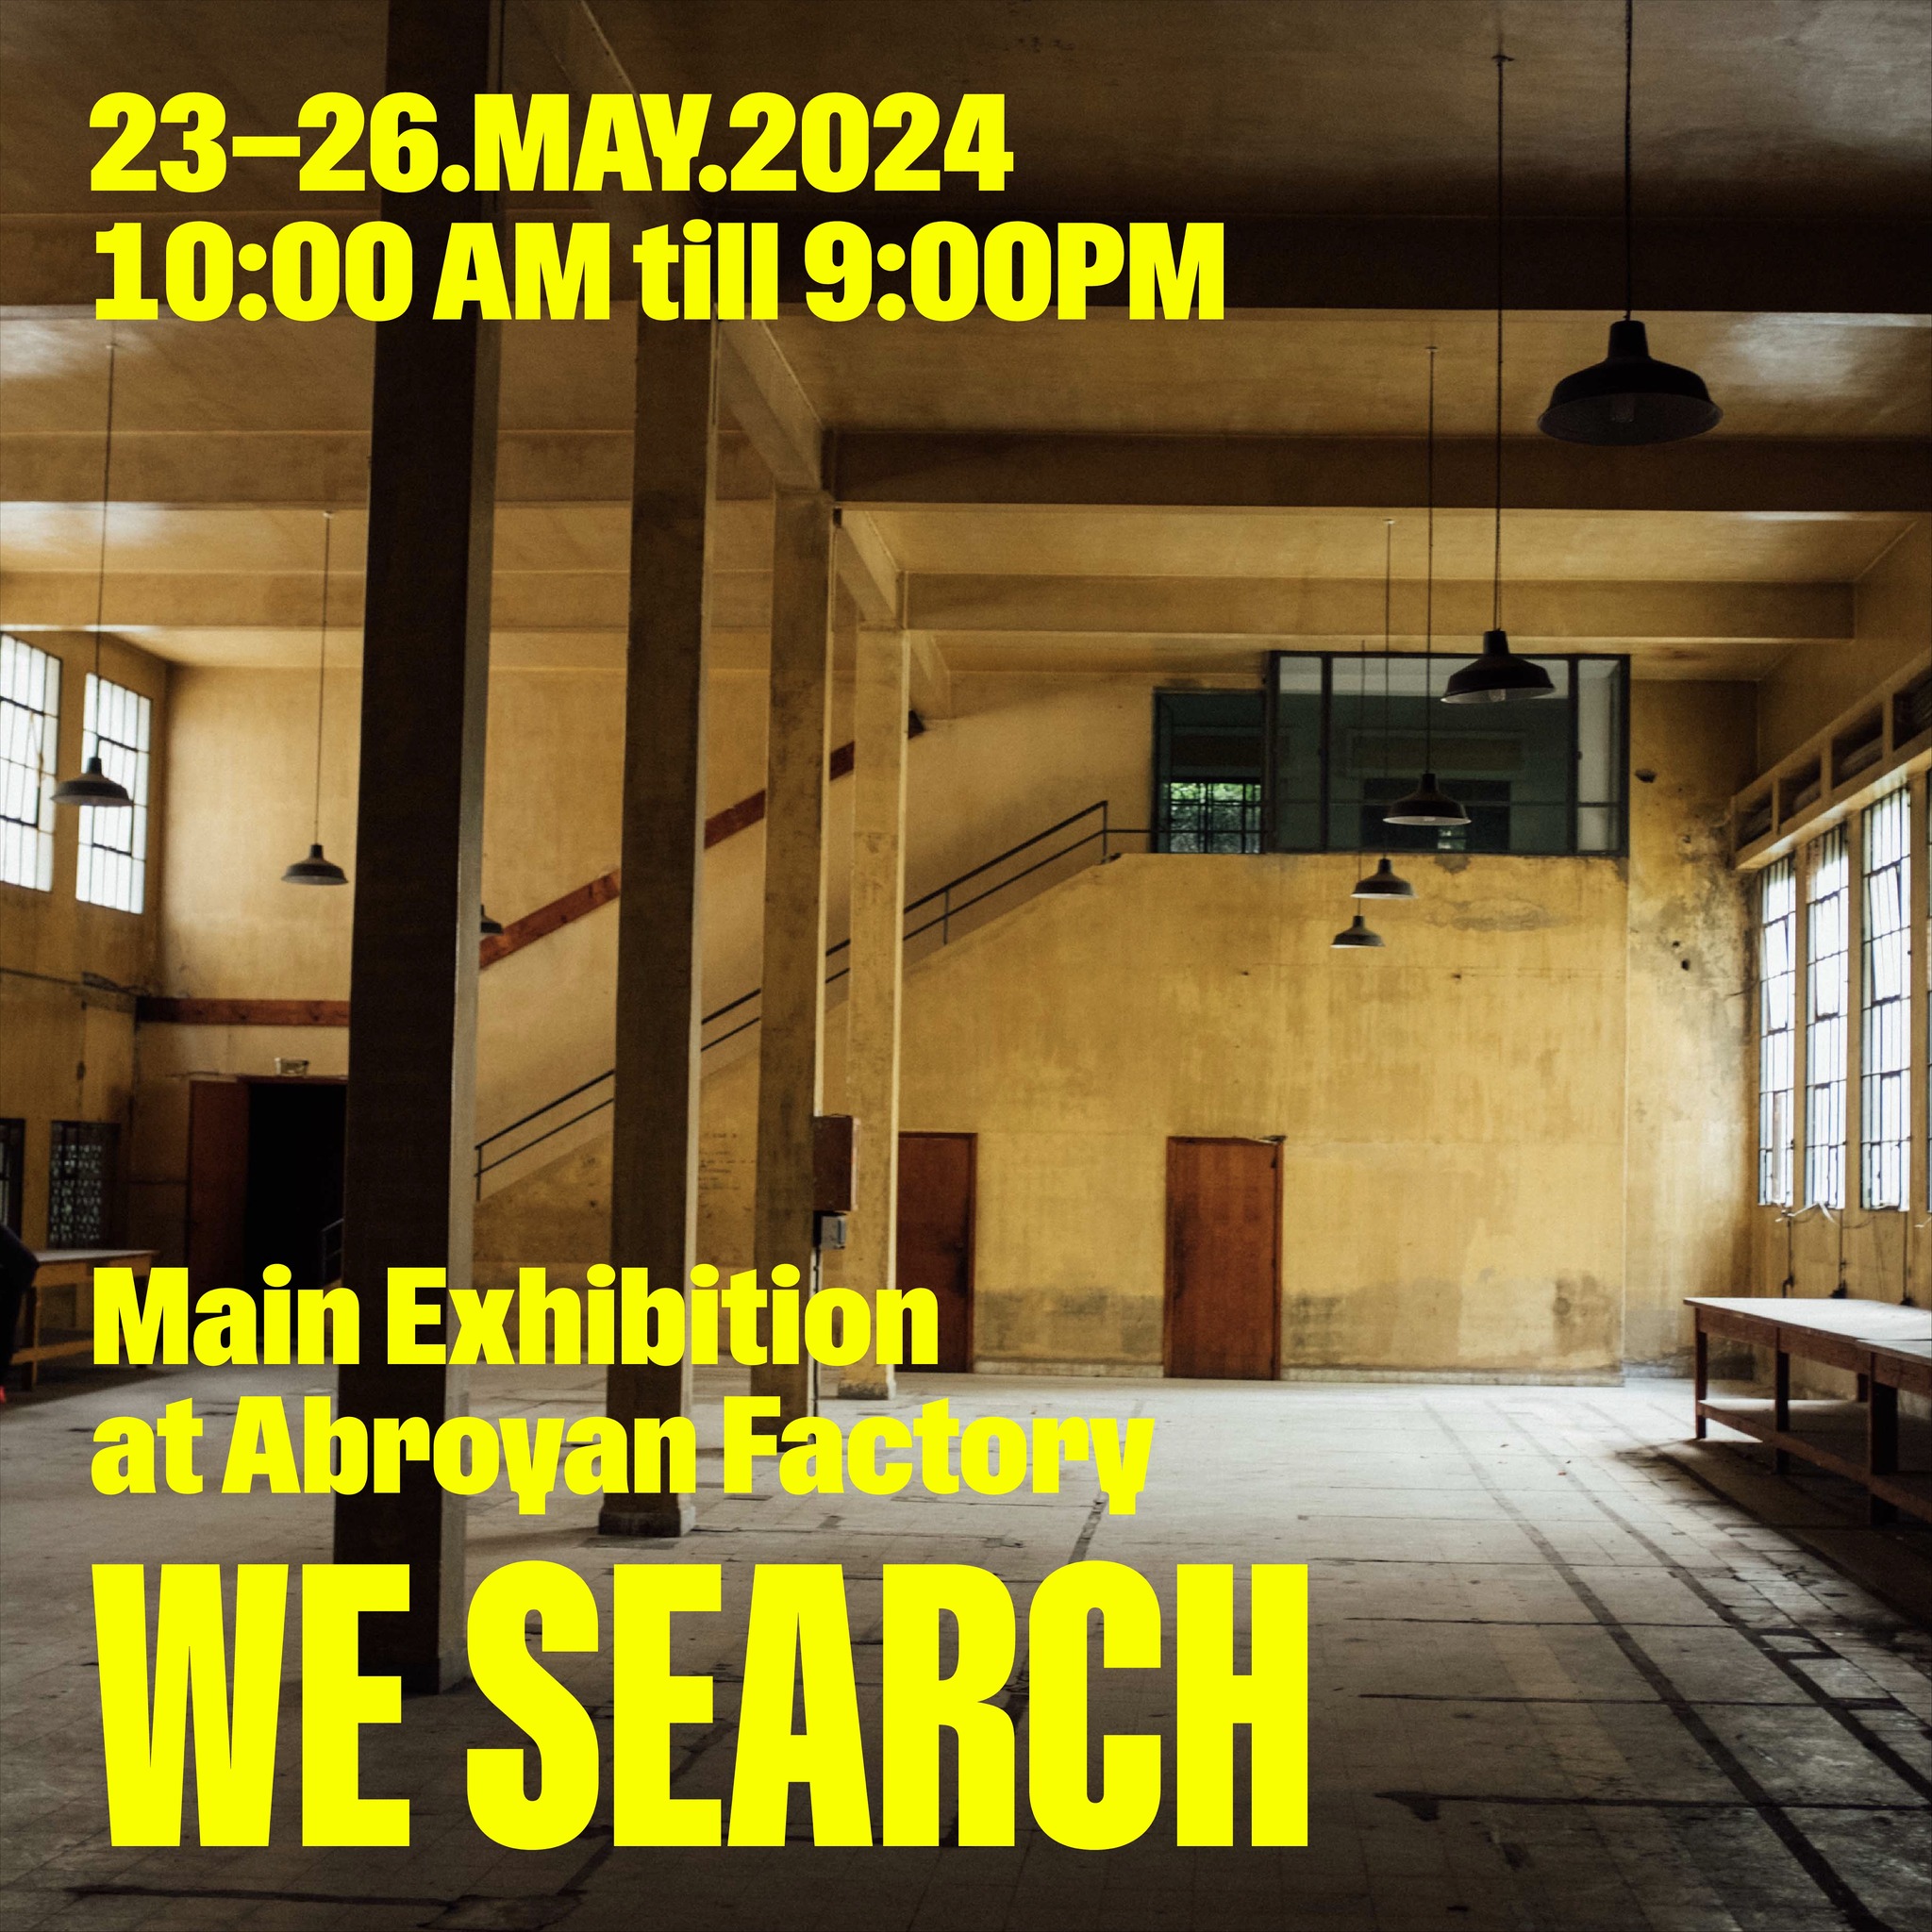 23–26.MAY.2024
10:00 AM till 9:00PM
Main Exhibition
at Abroyan Factory
WE SEARCH